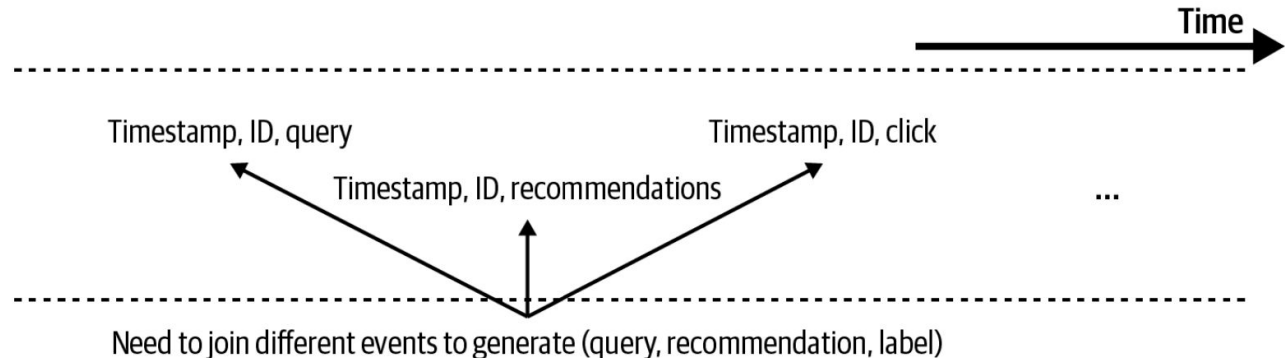 Time
Timestamp, ID, query
Timestamp, ID, click
Timestamp, ID, recommendations
...
Need to join different events to generate (query, recommendation, label)